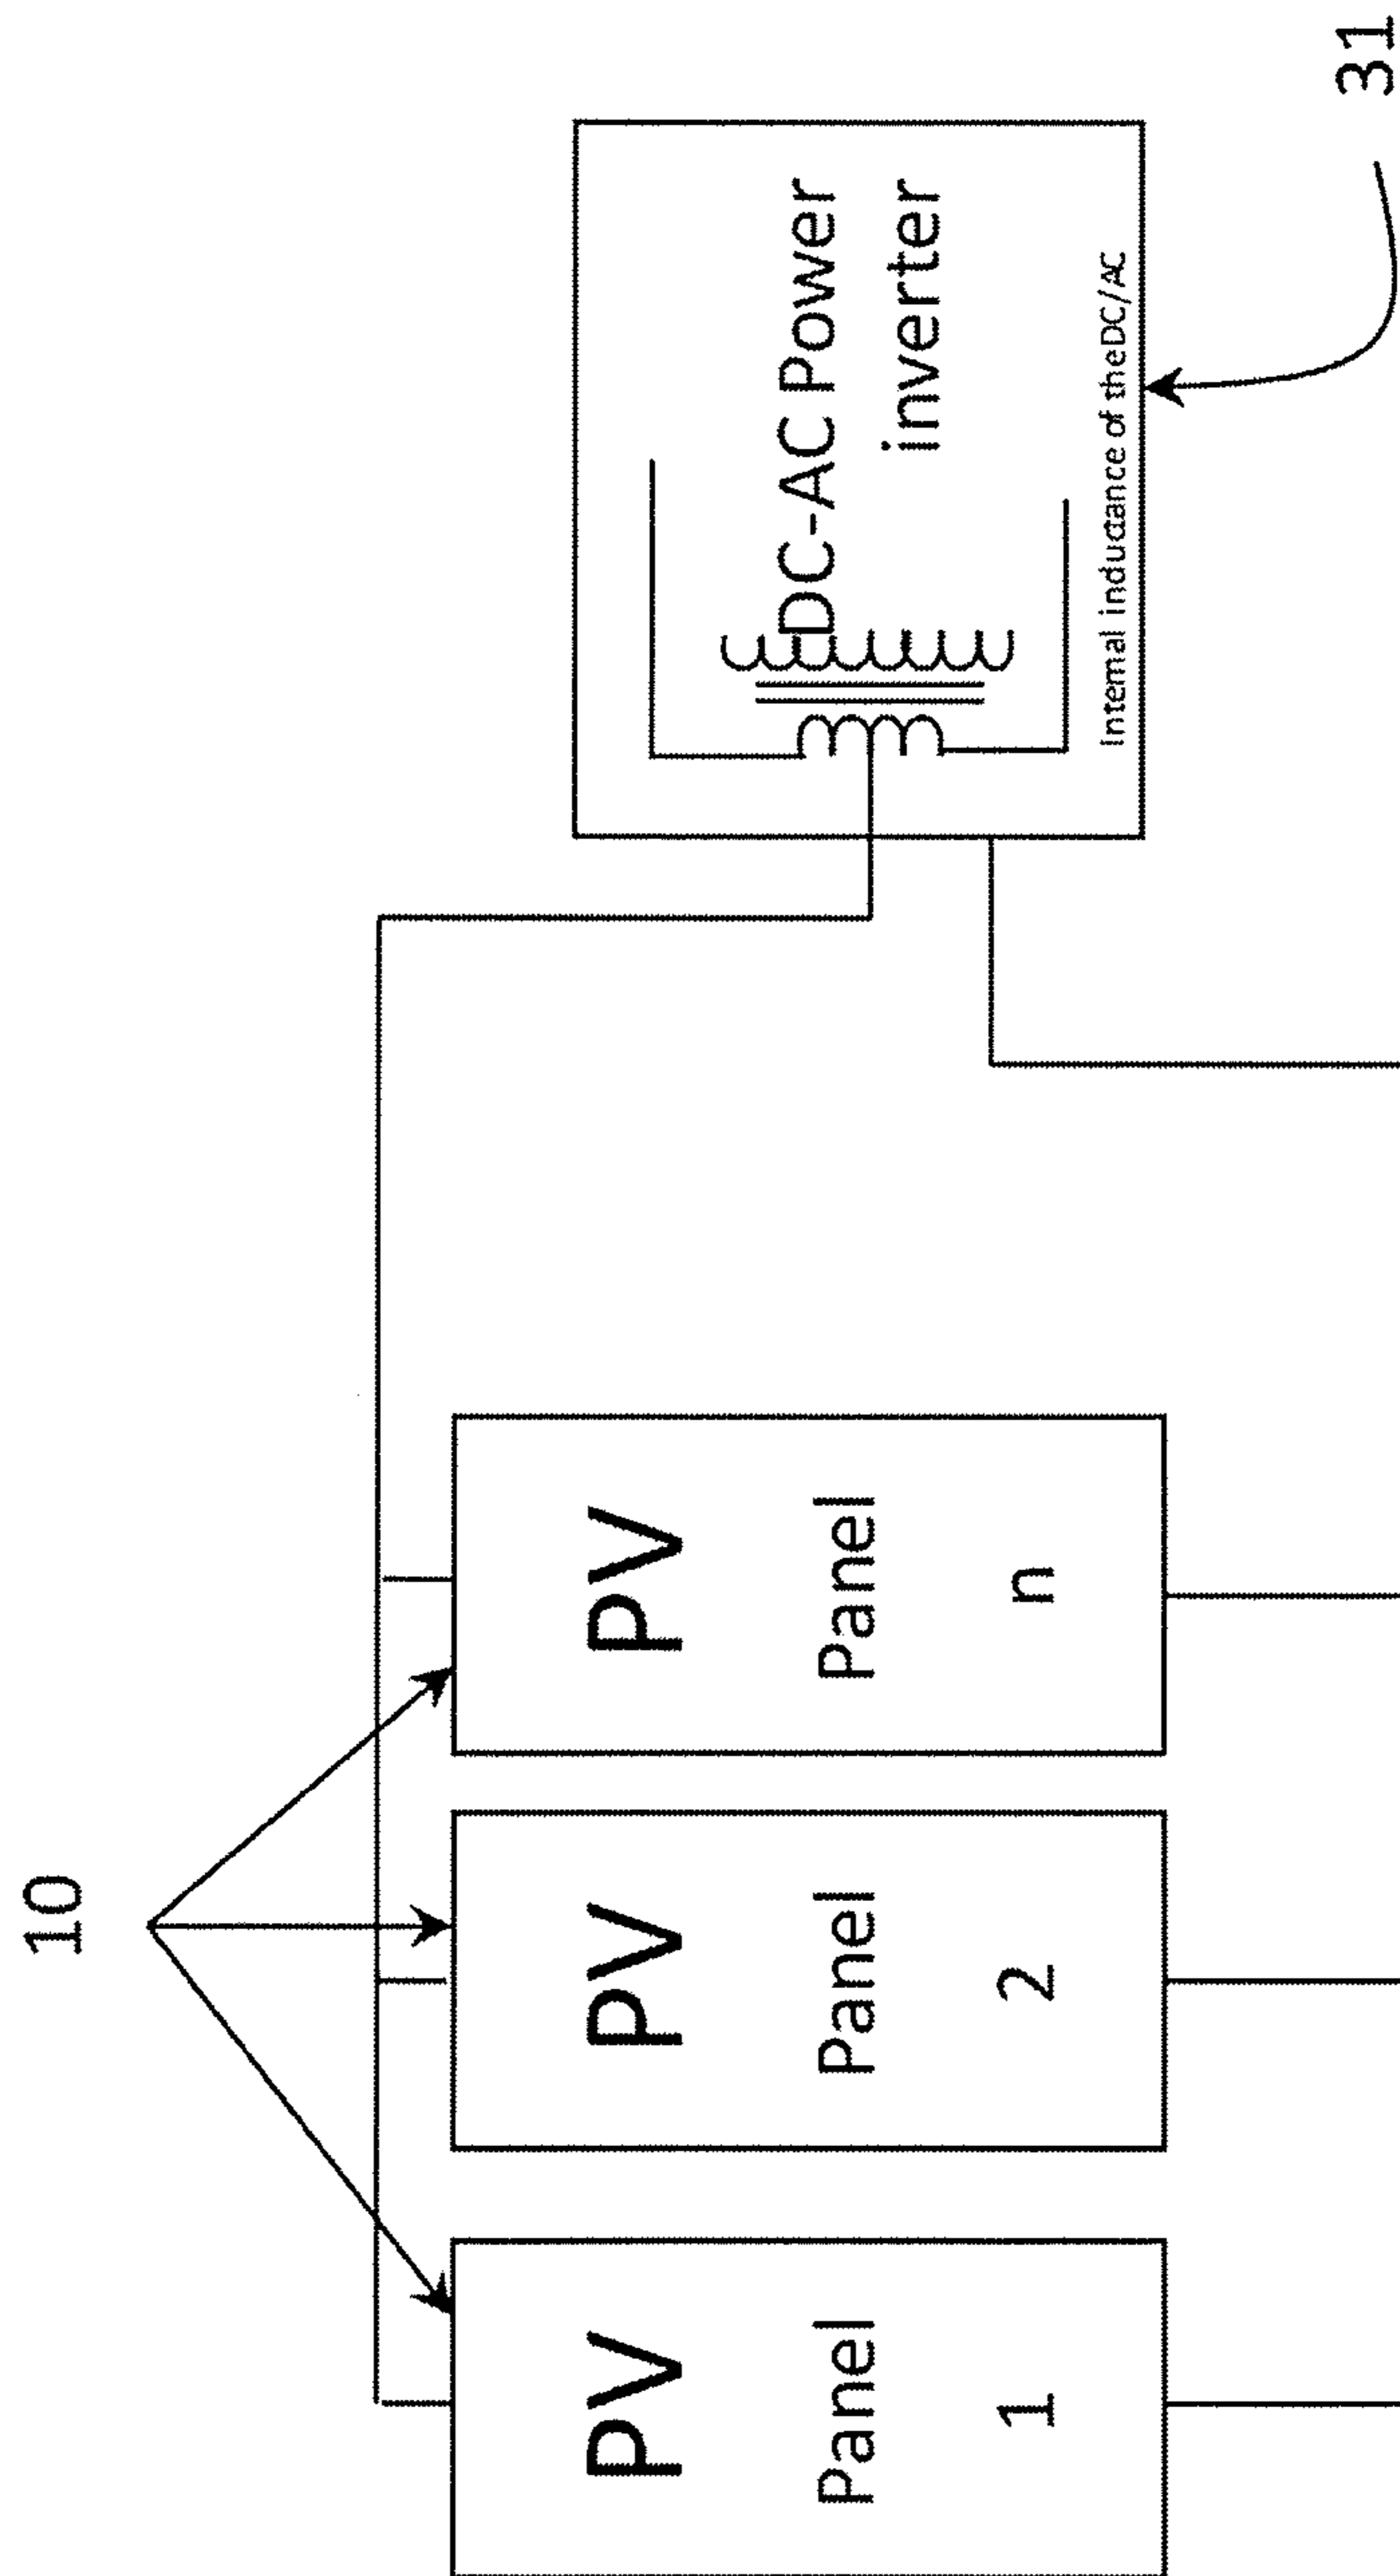 10
PV
Panel
1
PV
Panel
2
PV
Panel
n
DC-AC Power
inverter
Internal inductance of the DC/AC
31